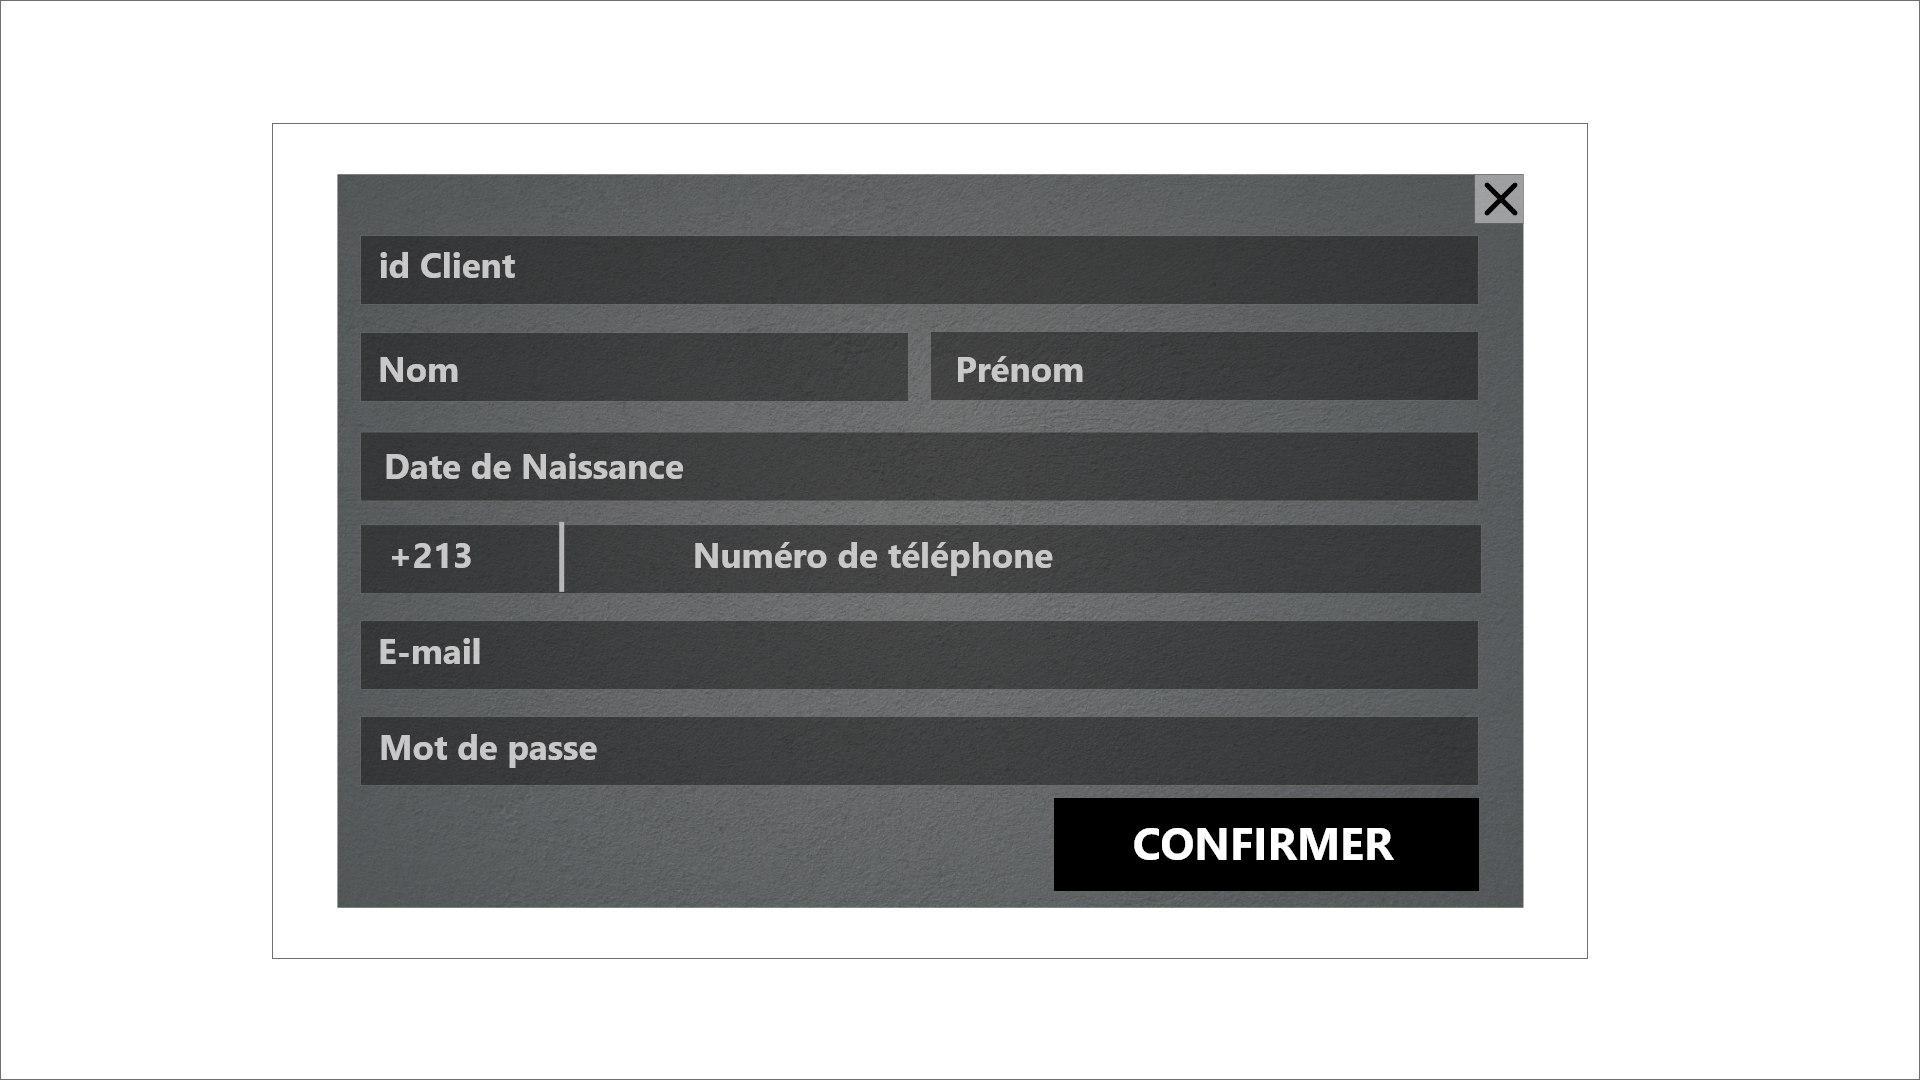 id Client
Nom
Prénom
Date de Naissance
+213
Numéro de téléphone
E-mail
Mot de passe
CONFIRMER